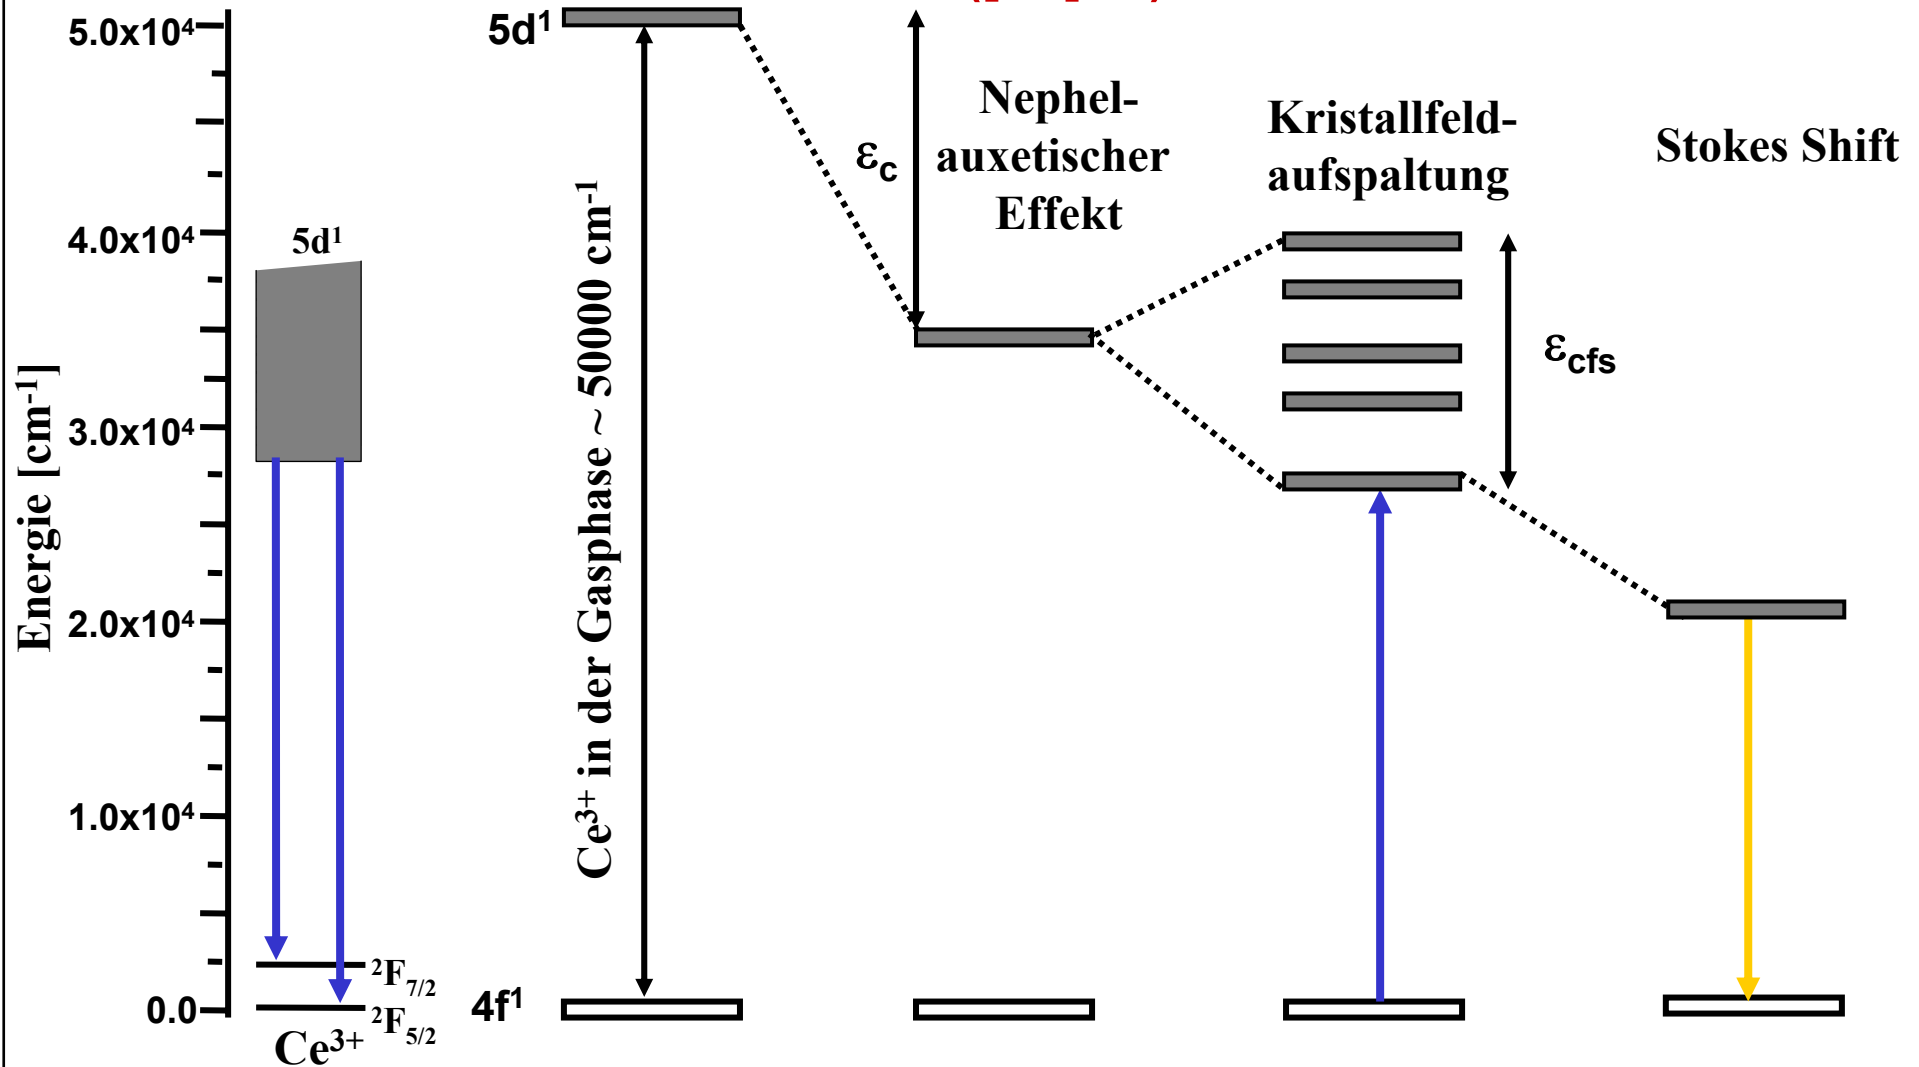 5.0x10⁴
4.0x10⁴
3.0x10⁴
2.0x10⁴
1.0x10⁴
0.0
Energie [cm⁻¹]
5d¹
²F₇/₂
²F₅/₂
Ce³⁺
5d¹
4f¹
Ce³⁺ in der Gasphase ~ 50000 cm⁻¹
εc
Nephel-
auxetischer
Effekt
Kristallfeld-
aufspaltung
εcfs
Stokes Shift